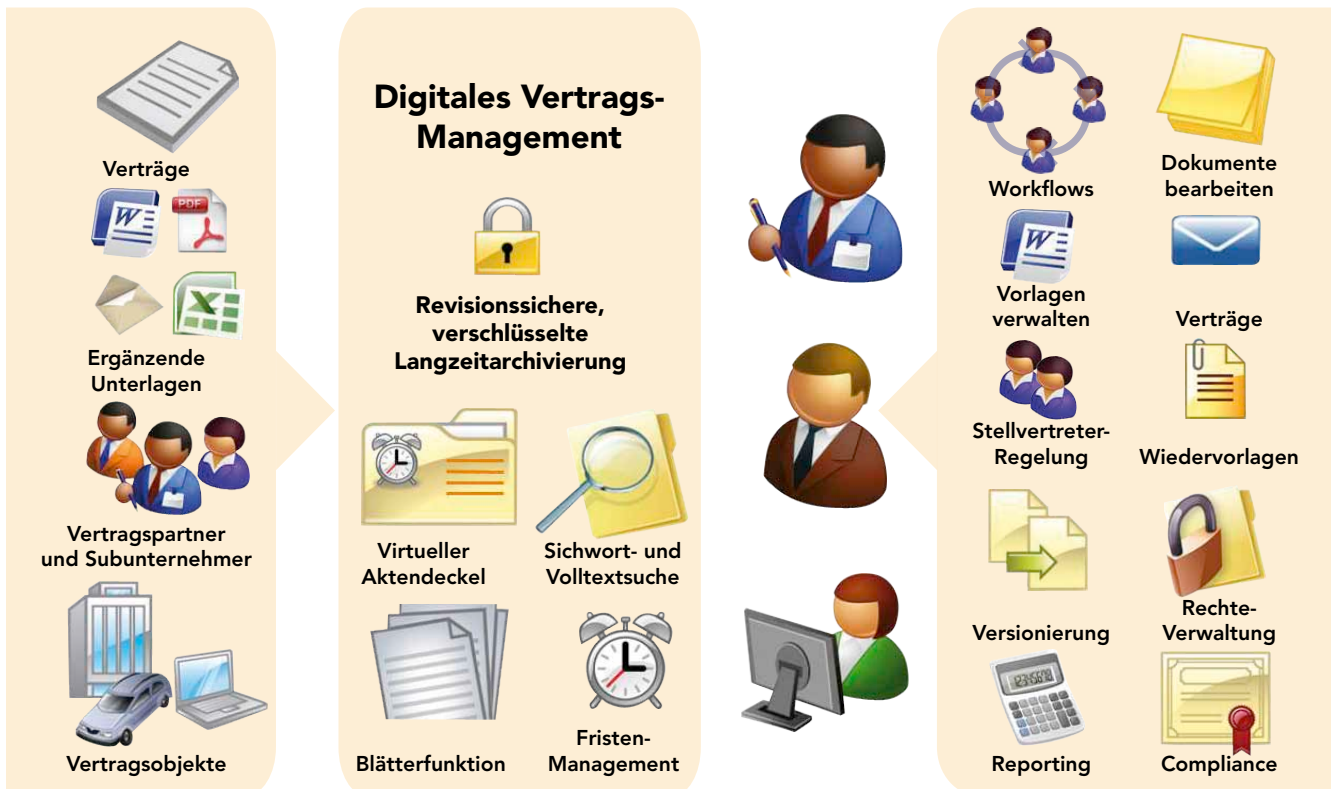 Verträge
W
PDF
X
Ergänzende
Unterlagen
Vertragspartner
und Subunternehmer
Vertragsobjekte
Digitales Vertrags-
Management
Revisionssichere,
verschlüsselte
Langzeitarchivierung
Virtueller
Aktendeckel
Sichwort- und
Volltextsuche
Blätterfunktion
Fristen-
Management
Workflows
Dokumente
bearbeiten
W
Vorlagen
verwalten
Verträge
Stellvertreter-
Regelung
Wiedervorlagen
Versionierung
Rechte-
Verwaltung
Reporting
Compliance